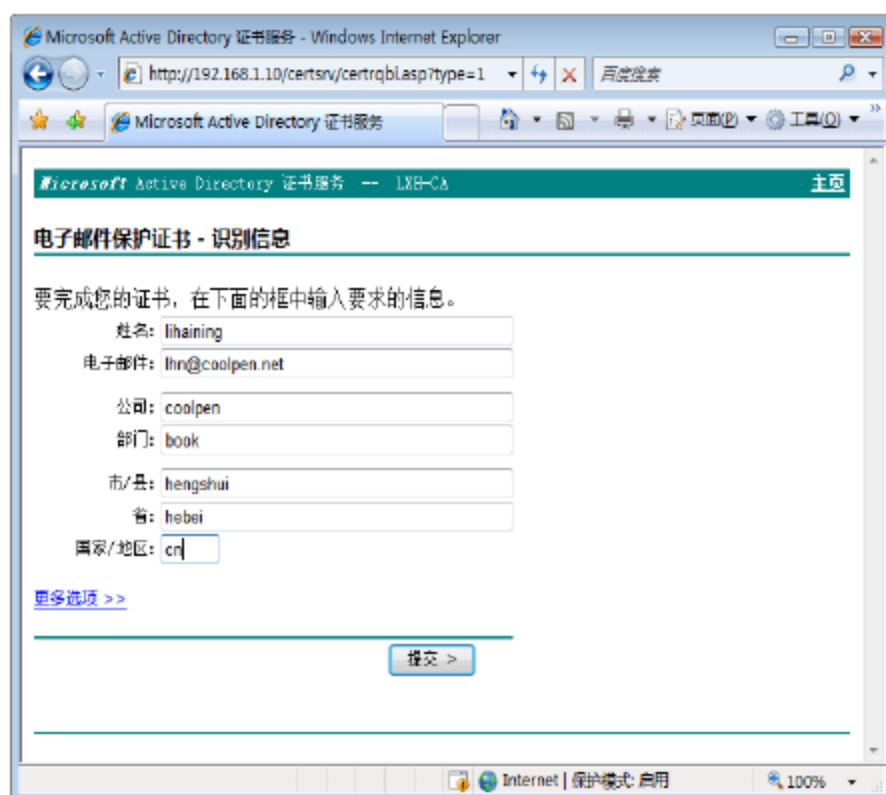 Microsoft Active Directory 证书服务 - Windows Internet Explorer
http://192.168.1.10/certsrv/certrqbi.asp?type=1 百度搜索
Microsoft Active Directory 证书服务 页面(P) 工具(O) »
Microsoft Active Directory 证书服务 -- LXH-CA 主页
电子邮件保护证书 - 识别信息
要完成您的证书，在下面的框中输入要求的信息。
姓名: lihaining
电子邮件: lhn@coolpen.net
公司: coolpen
部门: book
市/县: hengshui
省: hebei
国家/地区: cn
更多选项 >>
提交 >
Internet | 保护模式: 启用 100%